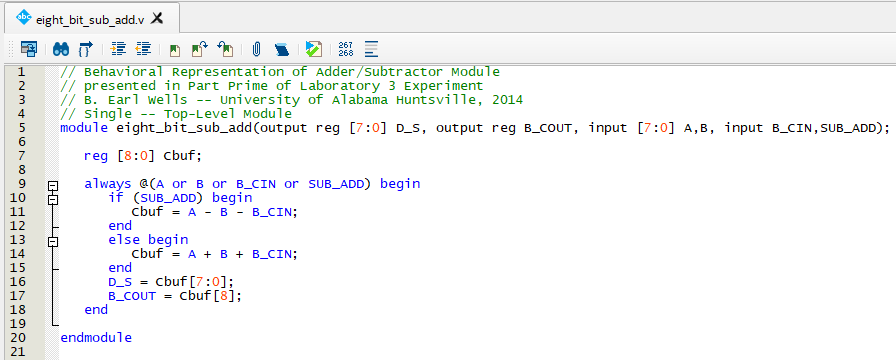 eight_bit_sub_add.v
267
268
1 // Behavioral Representation of Adder/Subtractor Module
2 // presented in Part Prime of Laboratory 3 Experiment
3 // B. Earl Wells -- University of Alabama Huntsville, 2014
4 // Single -- Top-Level Module
5 module eight_bit_sub_add(output reg [7:0] D_S, output reg B_COUT, input [7:0] A,B, input B_CIN,SUB_ADD);
6
7 reg [8:0] Cbuf;
8
9 always @(A or B or B_CIN or SUB_ADD) begin
10 if (SUB_ADD) begin
11 Cbuf = A - B - B_CIN;
12 end
13 else begin
14 Cbuf = A + B + B_CIN;
15 end
16 D_S = Cbuf[7:0];
17 B_COUT = Cbuf[8];
18 end
19
20 endmodule
21